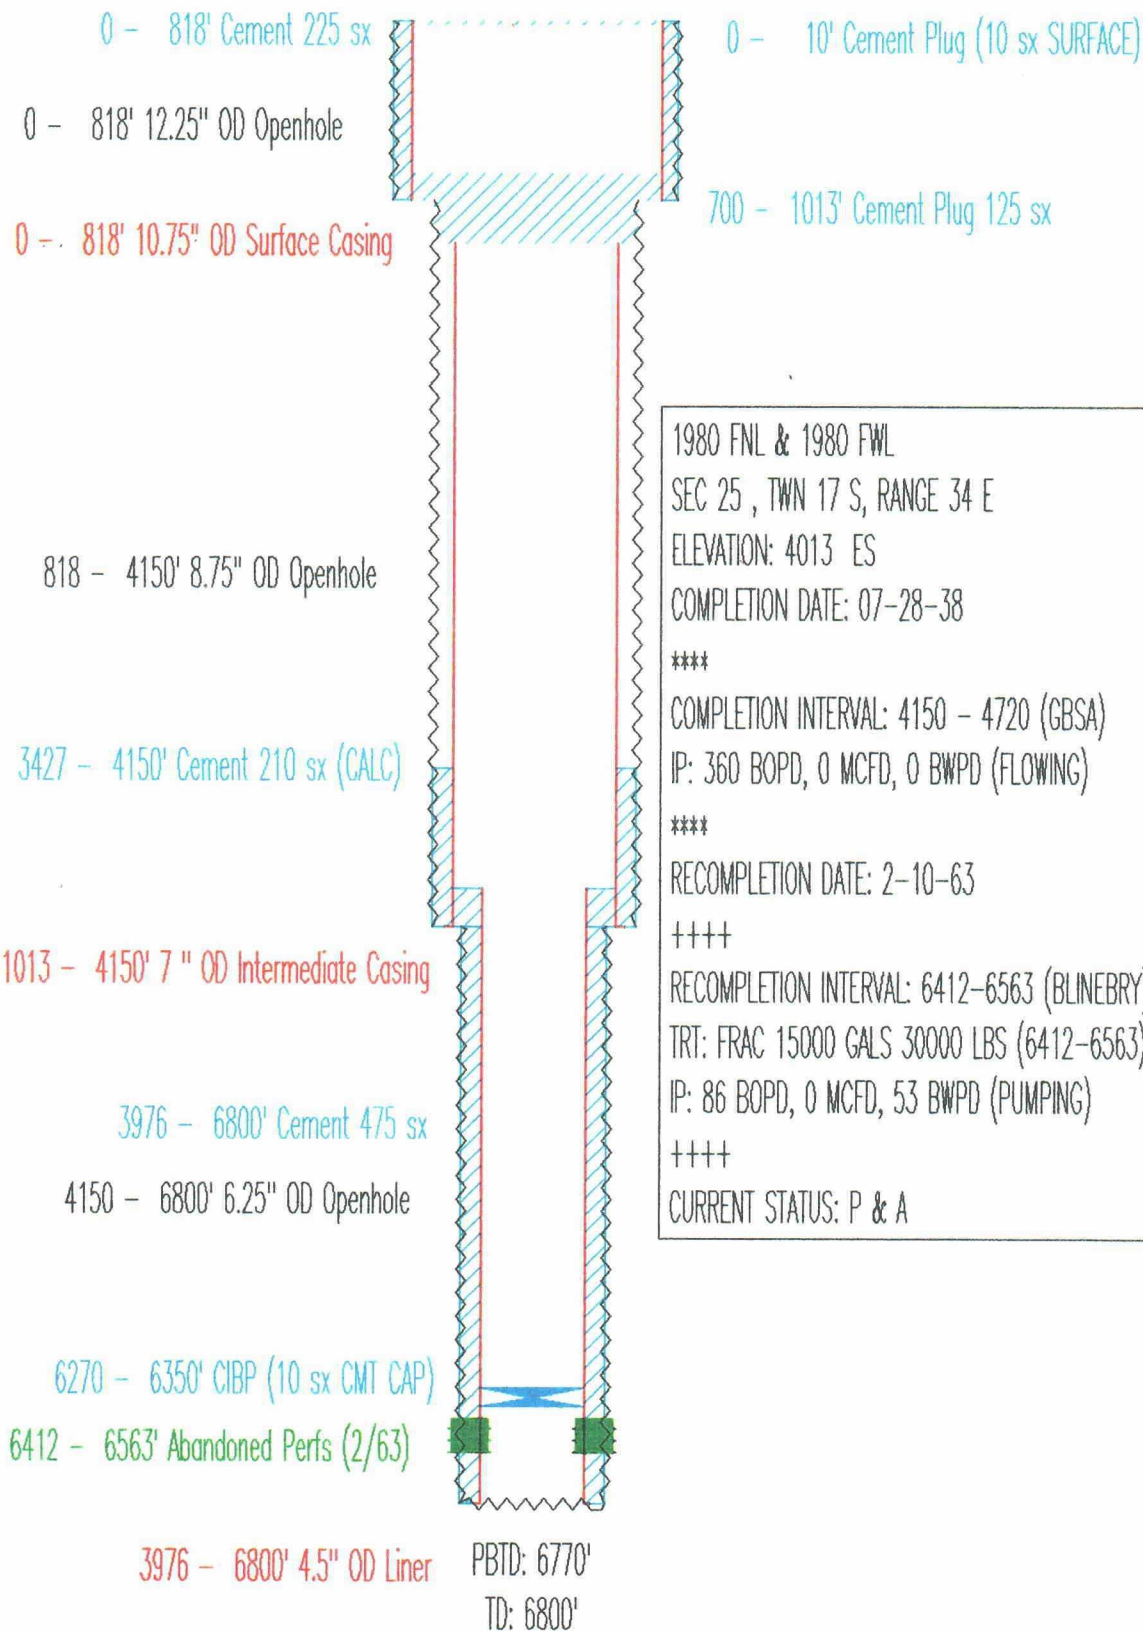 0 - 818' Cement 225 sx
0 - 10' Cement Plug (10 sx SURFACE)
0 - 818' 12.25" OD Openhole
700 - 1013' Cement Plug 125 sx
0 - 818' 10.75" OD Surface Casing
1980 FNL & 1980 FWL
SEC 25 , TWN 17 S, RANGE 34 E
ELEVATION: 4013 ES
COMPLETION DATE: 07-28-38
****
COMPLETION INTERVAL: 4150 - 4720 (GBSA)
IP: 360 BOPD, 0 MCFD, 0 BWPD (FLOWING)
****
RECOMPLETION DATE: 2-10-63
++++
RECOMPLETION INTERVAL: 6412-6563 (BLINEBRY)
TRT: FRAC 15000 GALS 30000 LBS (6412-6563)
IP: 86 BOPD, 0 MCFD, 53 BWPD (PUMPING)
++++
CURRENT STATUS: P & A
818 - 4150' 8.75" OD Openhole
3427 - 4150' Cement 210 sx (CALC)
1013 - 4150' 7 " OD Intermediate Casing
3976 - 6800' Cement 475 sx
4150 - 6800' 6.25" OD Openhole
6270 - 6350' CIBP (10 sx CMT CAP)
6412 - 6563' Abandoned Perfs (2/63)
3976 - 6800' 4.5" OD Liner
PBTD: 6770'
TD: 6800'